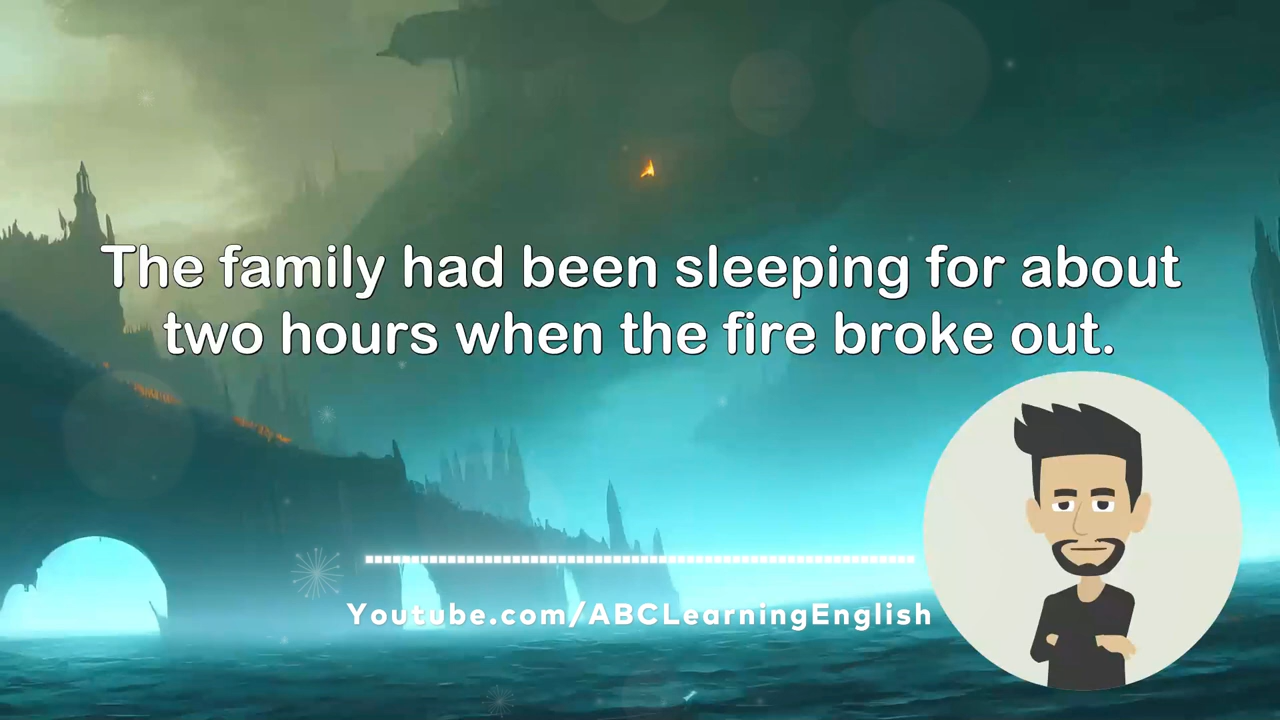 The family had been sleeping for about
two hours when the fire broke out.
Youtube.com/ABCLearningEnglish